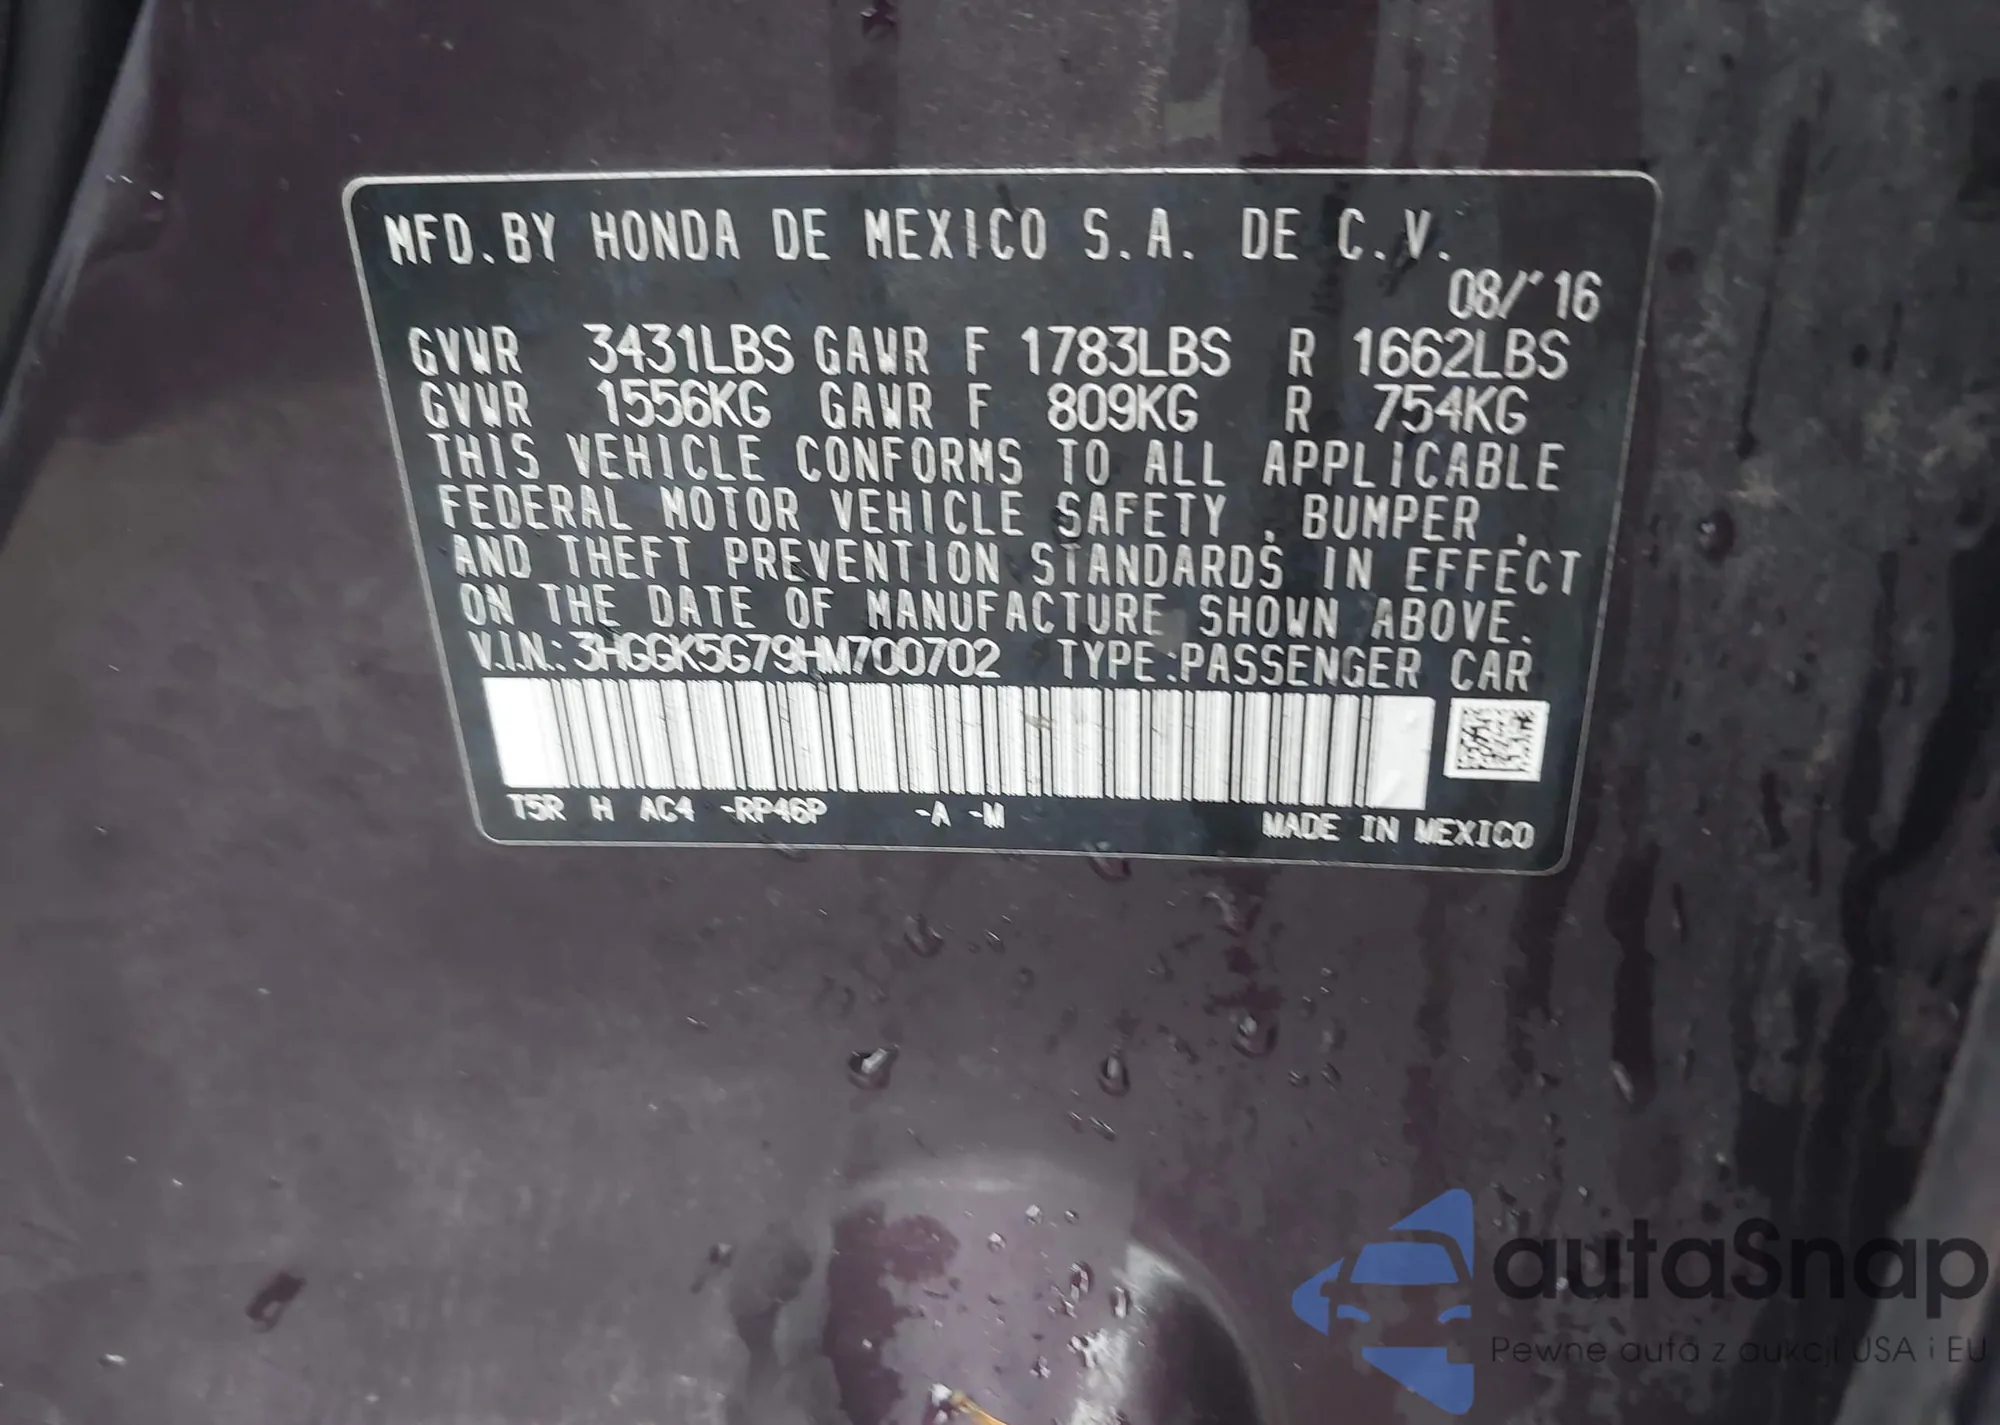 MFD.BY HONDA DE MEXICO S.A. DE C.V.
08/'16
GVWR 3431LBS GAWR F 1783LBS R 1662LBS
GVWR 1556KG GAWR F 809KG R 754KG
THIS VEHICLE CONFORMS TO ALL APPLICABLE
FEDERAL MOTOR VEHICLE SAFETY , BUMPER ,
AND THEFT PREVENTION STANDARDS IN EFFECT
ON THE DATE OF MANUFACTURE SHOWN ABOVE.
V.I.N.: 3HGGK5G79HM700702 TYPE:PASSENGER CAR
T5R H AC4 -RP46P -A -M MADE IN MEXICO
autaSnap
Pewne auta z aukcji USA i EU